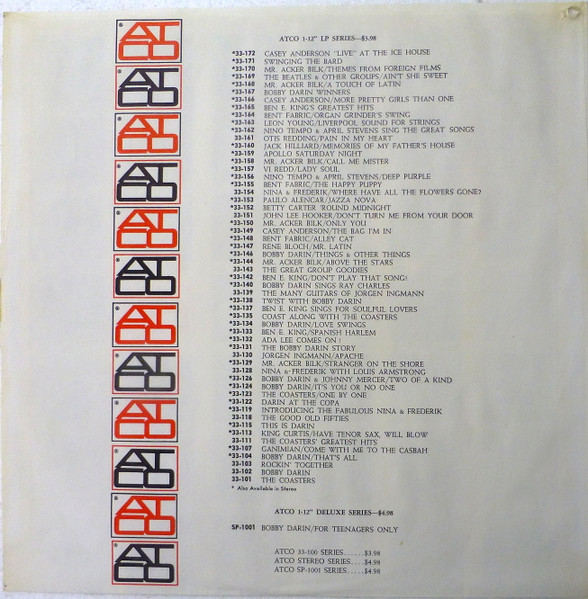 ATCO 1-12" LP SERIES—$3.98
*33-172 CASEY ANDERSON "LIVE" AT THE ICE HOUSE
*33-171 SWINGING THE BARD
*33-170 MR. ACKER BILK/THEMES FROM FOREIGN FILMS
*33-169 THE BEATLES & OTHER GROUPS/AIN'T SHE SWEET
*33-168 MR. ACKER BILK/A TOUCH OF LATIN
*33-167 BOBBY DARIN WINNERS
*33-166 CASEY ANDERSON/MORE PRETTY GIRLS THAN ONE
*33-165 BEN E. KING'S GREATEST HITS
*33-164 BENT FABRIC/ORGAN GRINDER'S SWING
*33-163 LEON YOUNG/LIVERPOOL SOUND FOR STRINGS
*33-162 NINO TEMPO & APRIL STEVENS SING THE GREAT SONGS
*33-161 OTIS REDDING/PAIN IN MY HEART
*33-160 JACK HILLIARD/MEMORIES OF MY FATHER'S HOUSE
*33-159 APOLLO SATURDAY NIGHT
*33-158 MR. ACKER BILK/CALL ME MISTER
*33-157 VI REDD/LADY SOUL
*33-156 NINO TEMPO & APRIL STEVENS/DEEP PURPLE
*33-155 BENT FABRIC/THE HAPPY PUPPY
*33-154 NINA & FREDERIK/WHERE HAVE ALL THE FLOWERS GONE?
*33-153 PAULO ALENCAR/JAZZA NOVA
*33-152 BETTY CARTER 'ROUND MIDNIGHT
33-151 JOHN LEE HOOKER/DON'T TURN ME FROM YOUR DOOR
*33-150 MR. ACKER BILK/ONLY YOU
*33-149 CASEY ANDERSON/THE BAG I'M IN
*33-148 BENT FABRIC/ALLEY CAT
*33-147 RENE BLOCH/MR. LATIN
*33-146 BOBBY DARIN/THINGS & OTHER THINGS
*33-144 MR. ACKER BILK/ABOVE THE STARS
33-143 THE GREAT GROUP GOODIES
*33-142 BEN E. KING/DON'T PLAY THAT SONG!
*33-140 BOBBY DARIN SINGS RAY CHARLES
*33-139 THE MANY GUITARS OF JORGEN INGMANN
*33-138 TWIST WITH BOBBY DARIN
*33-137 BEN E. KING SINGS FOR SOULFUL LOVERS
*33-135 COAST ALONG WITH THE COASTERS
*33-134 BOBBY DARIN/LOVE SWINGS
*33-133 BEN E. KING/SPANISH HARLEM
*33-132 ADA LEE COMES ON!
*33-131 THE BOBBY DARIN STORY
33-130 JORGEN INGMANN/APACHE
*33-129 MR. ACKER BILK/STRANGER ON THE SHORE
33-128 NINA & FREDERIK WITH LOUIS ARMSTRONG
*33-126 BOBBY DARIN & JOHNNY MERCER/TWO OF A KIND
*33-124 BOBBY DARIN/IT'S YOU OR NO ONE
*33-123 THE COASTERS/ONE BY ONE
*33-122 DARIN AT THE COPA
*33-119 INTRODUCING THE FABULOUS NINA & FREDERIK
33-118 THE GOOD OLD FIFTIES
*33-115 THIS IS DARIN
*33-113 KING CURTIS/HAVE TENOR SAX, WILL BLOW
33-111 THE COASTERS' GREATEST HITS
*33-107 GANIMIAN/COME WITH ME TO THE CASBAH
*33-104 BOBBY DARIN/THAT'S ALL
33-103 ROCKIN' TOGETHER
33-102 BOBBY DARIN
33-101 THE COASTERS
* Also Available in Stereo
ATCO 1-12" DELUXE SERIES—$4.98
SP-1001 BOBBY DARIN/FOR TEENAGERS ONLY
ATCO 33-100 SERIES......$3.98
ATCO STEREO SERIES....$4.98
ATCO SP-1001 SERIES....$4.98
ATCO
ATCO
ATCO
ATCO
ATCO
ATCO
ATCO
ATCO
ATCO
ATCO
ATCO
ATCO